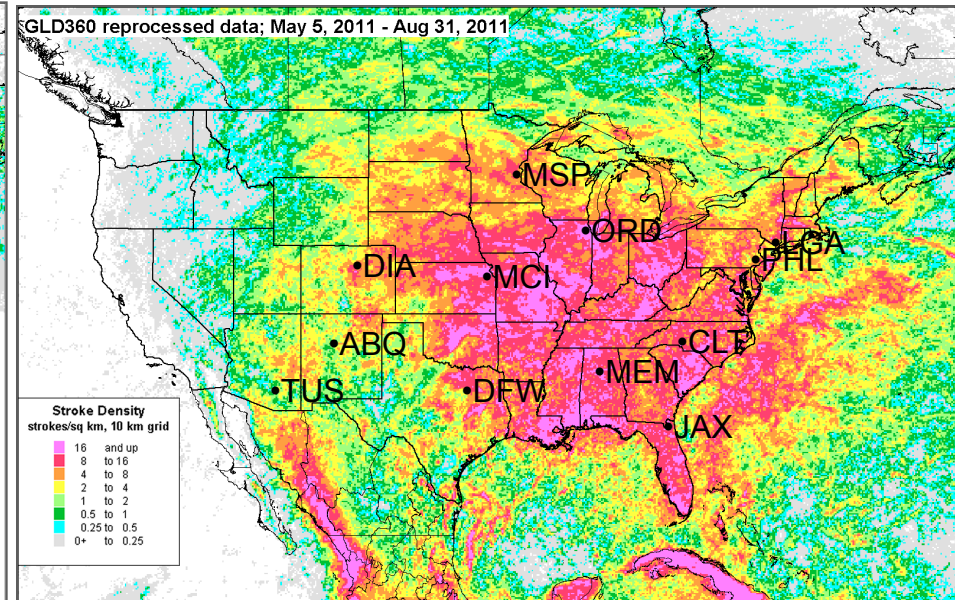 GLD360 reprocessed data; May 5, 2011 - Aug 31, 2011
MSP
ORD
LGA
PHL
DIA
MCI
ABQ
CLT
MEM
TUS
DFW
JAX
Stroke Density
strokes/sq km, 10 km grid
16 and up
8 to 16
4 to 8
2 to 4
1 to 2
0.5 to 1
0.25 to 0.5
0+ to 0.25